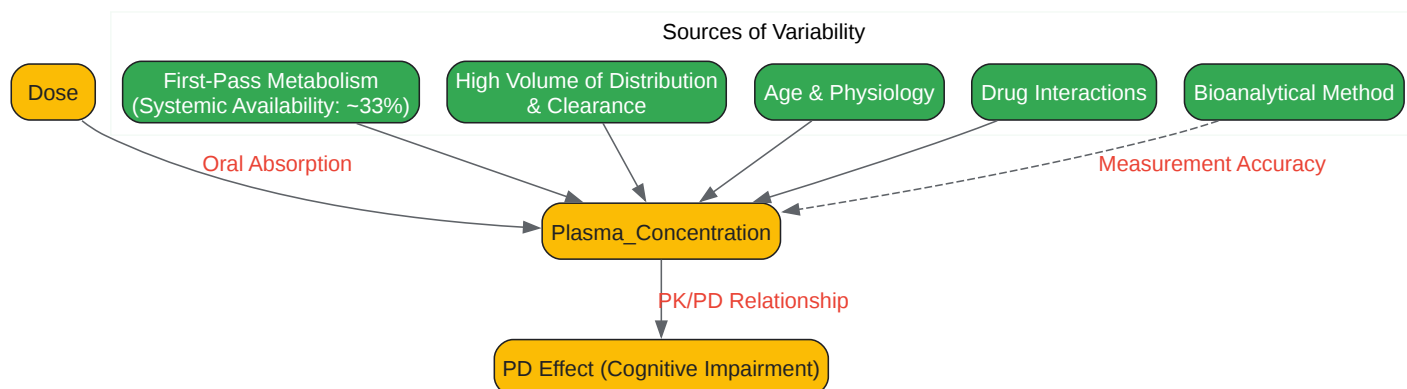 Sources of Variability
Dose
First-Pass Metabolism
(Systemic Availability: ~33%)
High Volume of Distribution
& Clearance
Age & Physiology
Drug Interactions
Bioanalytical Method
Oral Absorption
Measurement Accuracy
Plasma_Concentration
PK/PD Relationship
PD Effect (Cognitive Impairment)